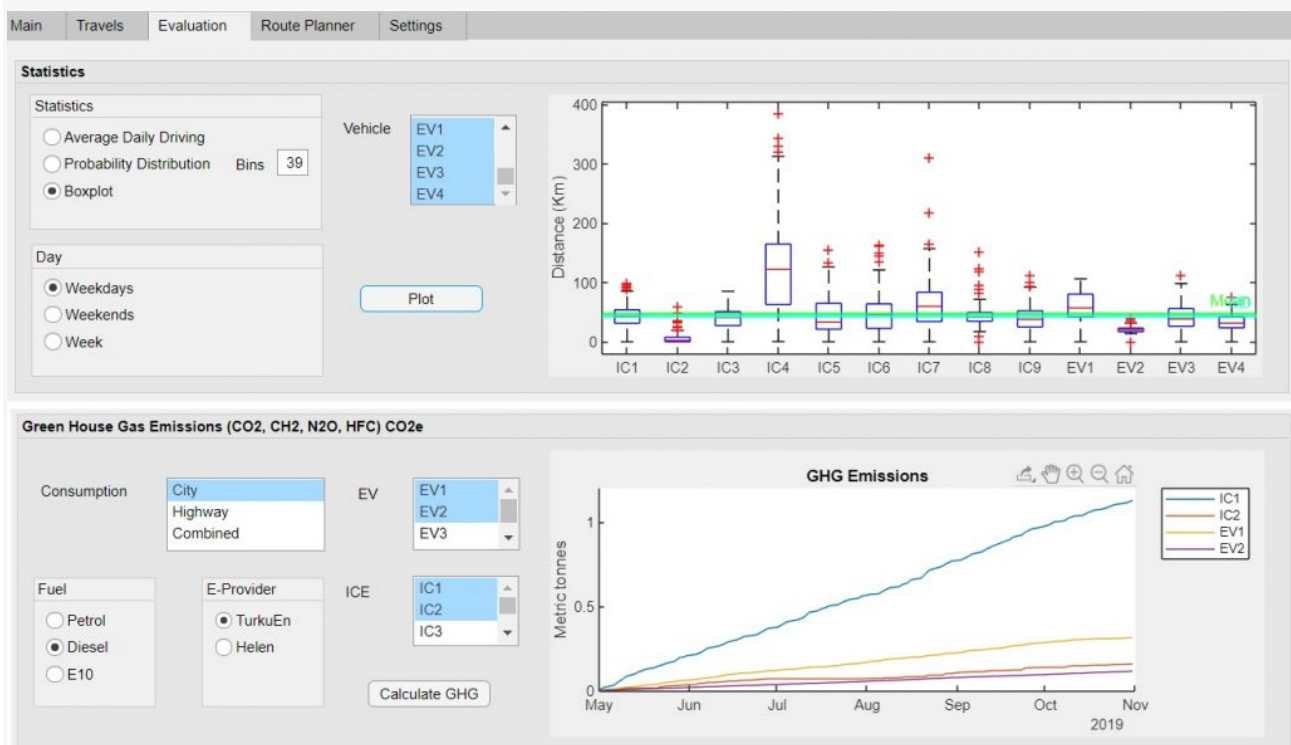 Main Travels Evaluation Route Planner Settings
Statistics
Statistics
Average Daily Driving
Probability Distribution Bins 39
Boxplot
Day
Weekdays
Weekends
Week
Vehicle
EV1
EV2
EV3
EV4
Plot
Distance (Km)
400
300
200
100
0
IC1 IC2 IC3 IC4 IC5 IC6 IC7 IC8 IC9 EV1 EV2 EV3 EV4
Green House Gas Emissions (CO2, CH2, N2O, HFC) CO2e
Consumption
City
Highway
Combined
EV
EV1
EV2
EV3
Fuel
Petrol
Diesel
E10
E-Provider
TurkuEn
Helen
ICE
IC1
IC2
IC3
Calculate GHG
GHG Emissions
Metric tonnes
1
0.5
0
May Jun Jul Aug Sep Oct Nov
2019
IC1
IC2
EV1
EV2